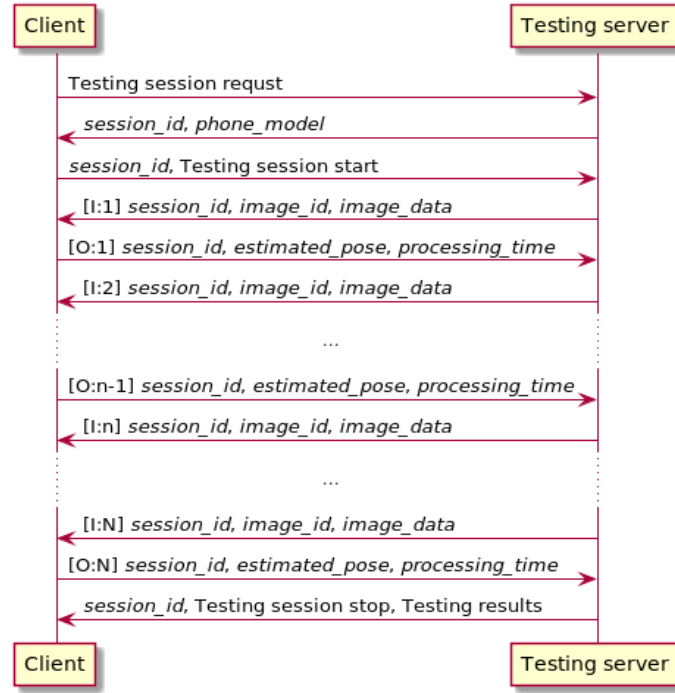 Client Testing server
Testing session requst
session_id, phone_model
session_id, Testing session start
[I:1] session_id, image_id, image_data
[O:1] session_id, estimated_pose, processing_time
[I:2] session_id, image_id, image_data
...
[O:n-1] session_id, estimated_pose, processing_time
[I:n] session_id, image_id, image_data
...
[I:N] session_id, image_id, image_data
[O:N] session_id, estimated_pose, processing_time
session_id, Testing session stop, Testing results
Client Testing server